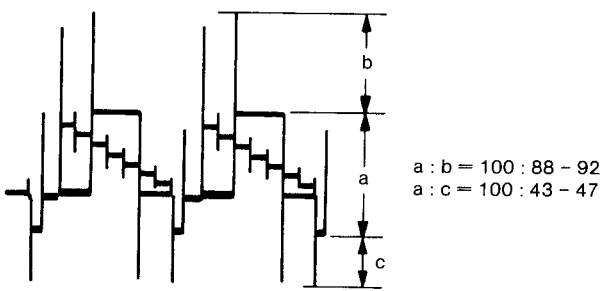 b
a
c
a : b = 100 : 88 – 92
a : c = 100 : 43 – 47